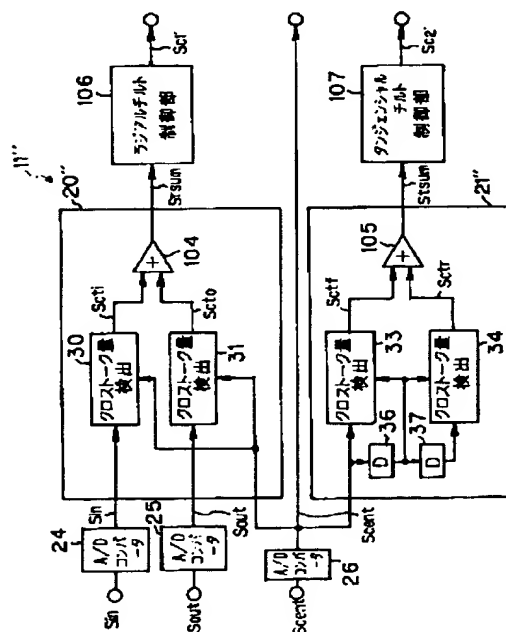 11"
20"
24
A/D
コンバ
ータ
Sin
Sin
25
A/D
コンバ
ータ
Sout
Sout
30
クロストーク量
検出
Scti
31
クロストーク量
検出
Scto
104
+
Stsum
106
ラジアルチルト
制御部
Scr
26
A/D
コンバ
ータ
Scent
Scent
21"
36
D
37
D
33
クロストーク量
検出
Sctf
34
クロストーク量
検出
Sctr
105
+
Stsum
107
タンジェンシャル
チルト
制御部